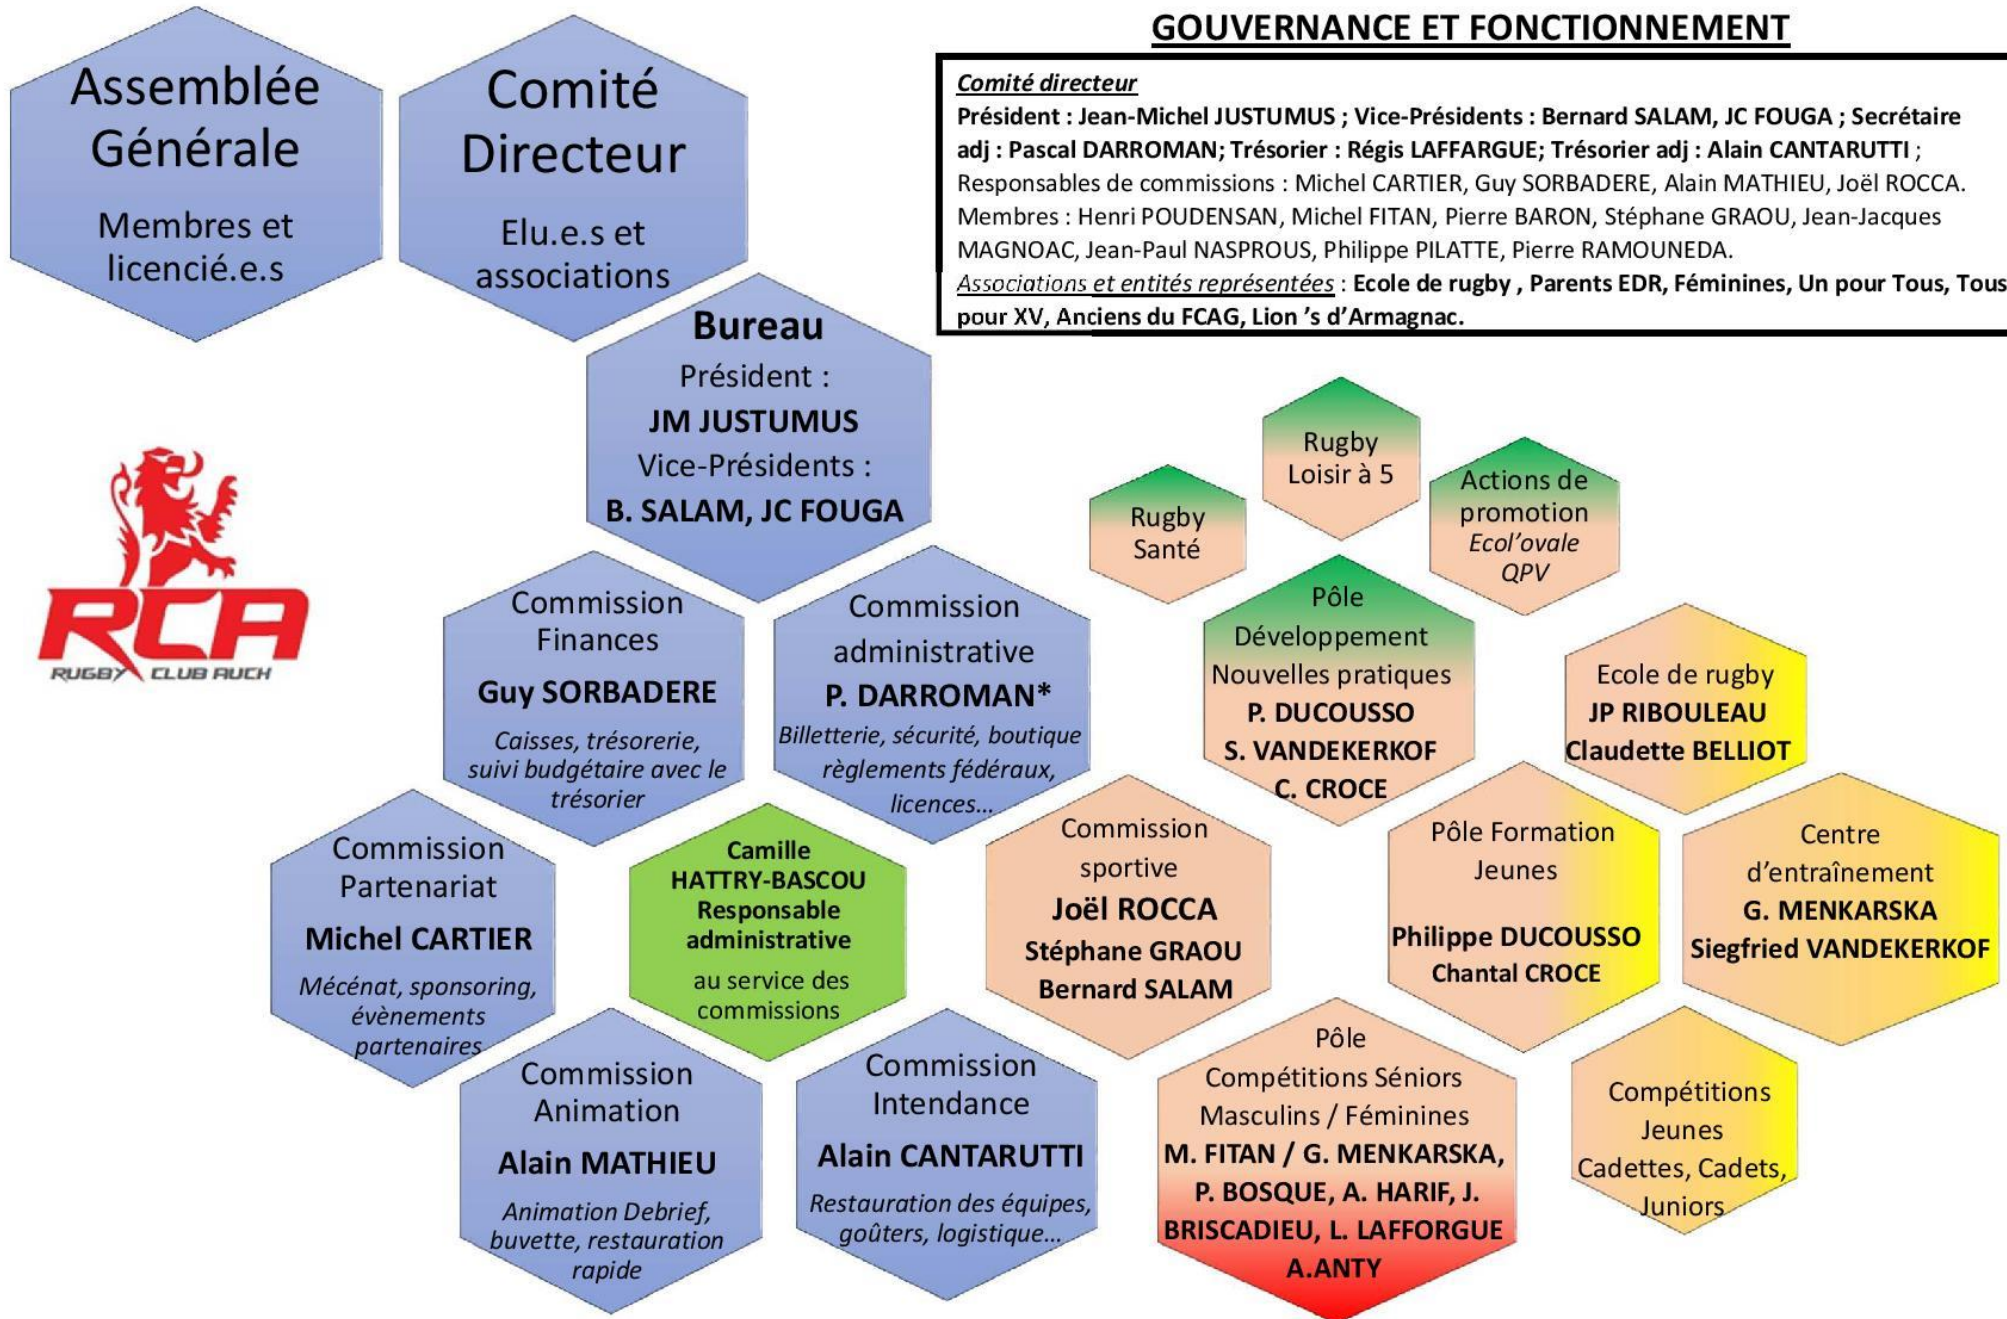 GOUVERNANCE ET FONCTIONNEMENT
Assemblée
Générale
Membres et
licencié.e.s
Comité
Directeur
Elu.e.s et
associations
Comité directeur
Président : Jean-Michel JUSTUMUS ; Vice-Présidents : Bernard SALAM, JC FOUGA ; Secrétaire
adj : Pascal DARROMAN; Trésorier : Régis LAFFARGUE; Trésorier adj : Alain CANTARUTTI ;
Responsables de commissions : Michel CARTIER, Guy SORBADERE, Alain MATHIEU, Joël ROCCA.
Membres : Henri POUDENSAN, Michel FITAN, Pierre BARON, Stéphane GRAOU, Jean-Jacques
MAGNOAC, Jean-Paul NASPROUS, Philippe PILATTE, Pierre RAMOUNEDA.
Associations et entités représentées : Ecole de rugby , Parents EDR, Féminines, Un pour Tous, Tous
pour XV, Anciens du FCAG, Lion 's d'Armagnac.
Bureau
Président :
JM JUSTUMUS
Vice-Présidents :
B. SALAM, JC FOUGA
RCA
RUGBY CLUB AUCH
Rugby
Santé
Rugby
Loisir à 5
Actions de
promotion
Ecol'ovale
QPV
Commission
Finances
Guy SORBADERE
Caisses, trésorerie,
suivi budgétaire avec le
trésorier
Commission
administrative
P. DARROMAN*
Billetterie, sécurité, boutique
règlements fédéraux,
licences...
Pôle
Développement
Nouvelles pratiques
P. DUCOUSSO
S. VANDEKERKOF
C. CROCE
Ecole de rugby
JP RIBOULEAU
Claudette BELLIOT
Commission
Partenariat
Michel CARTIER
Mécénat, sponsoring,
évènements
partenaires
Camille
HATTRY-BASCOU
Responsable
administrative
au service des
commissions
Commission
sportive
Joël ROCCA
Stéphane GRAOU
Bernard SALAM
Pôle Formation
Jeunes
Philippe DUCOUSSO
Chantal CROCE
Centre
d'entraînement
G. MENKARSKA
Siegfried VANDEKERKOF
Commission
Animation
Alain MATHIEU
Animation Debrief,
buvette, restauration
rapide
Commission
Intendance
Alain CANTARUTTI
Restauration des équipes,
goûters, logistique...
Pôle
Compétitions Séniors
Masculins / Féminines
M. FITAN / G. MENKARSKA,
P. BOSQUE, A. HARIF, J.
BRISCADIEU, L. LAFFORGUE
A.ANTY
Compétitions
Jeunes
Cadettes, Cadets,
Juniors